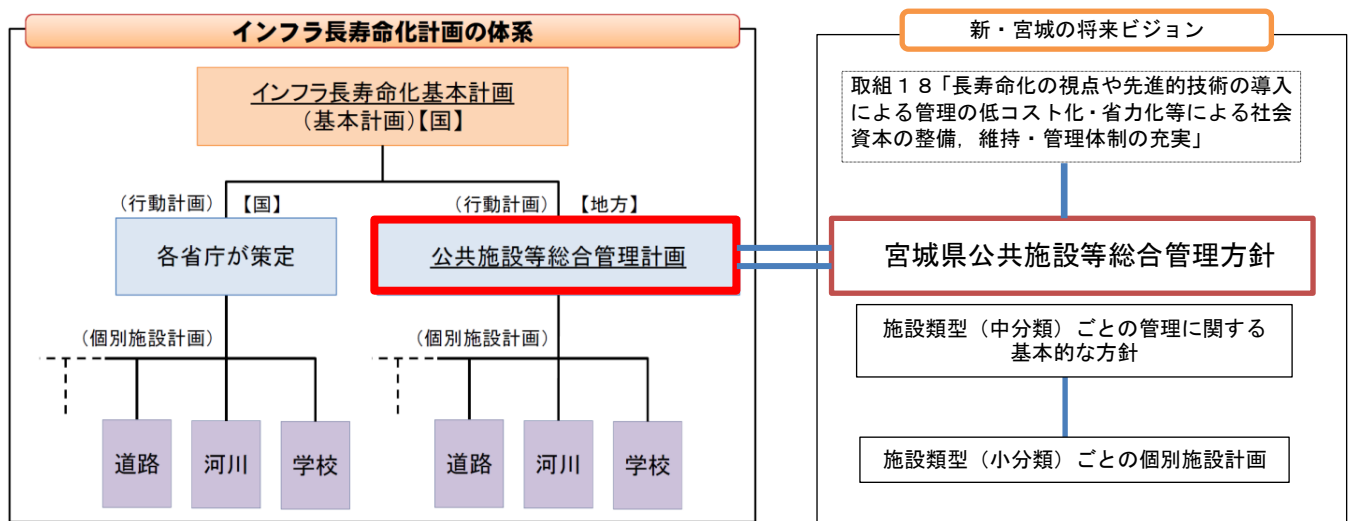 インフラ長寿命化計画の体系
インフラ長寿命化基本計画
(基本計画)【国】
(行動計画) 【国】
各省庁が策定
(個別施設計画)
道路
河川
学校
(行動計画) 【地方】
公共施設等総合管理計画
(個別施設計画)
道路
河川
学校
新・宮城の将来ビジョン
取組18「長寿命化の視点や先進的技術の導入
による管理の低コスト化・省力化等による社会
資本の整備，維持・管理体制の充実」
宮城県公共施設等総合管理方針
施設類型（中分類）ごとの管理に関する
基本的な方針
施設類型（小分類）ごとの個別施設計画